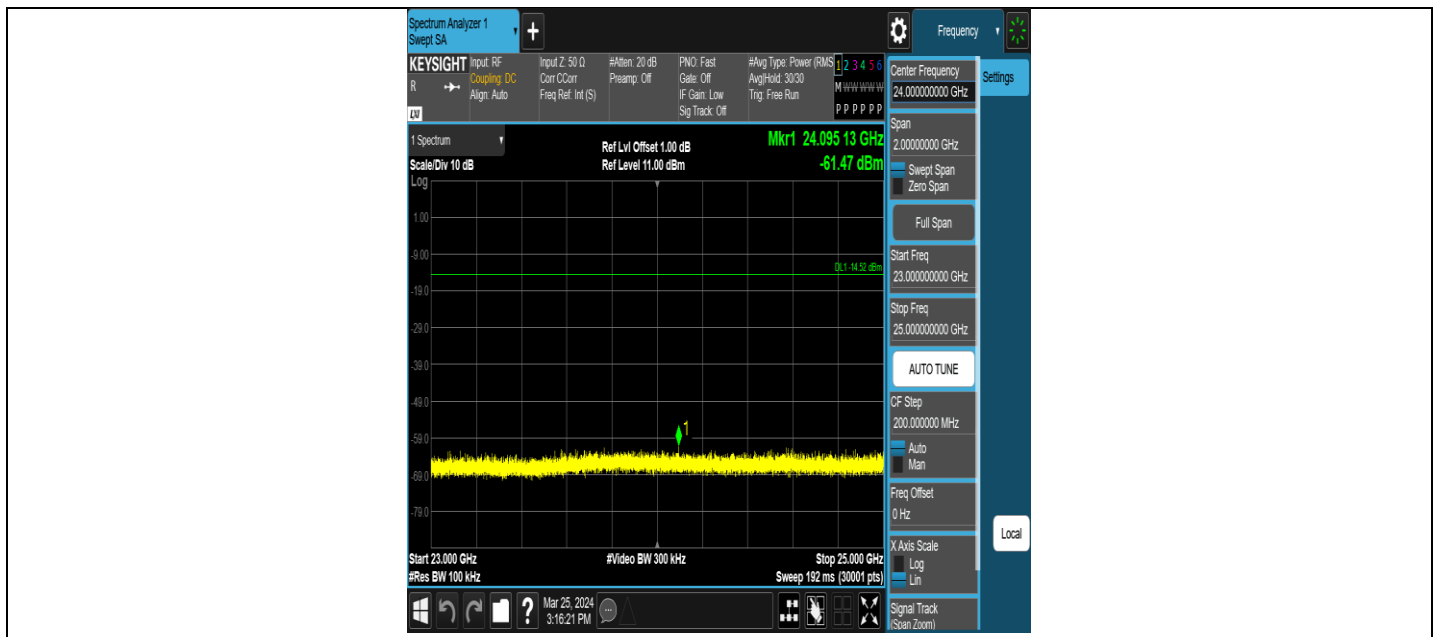 Spectrum Analyzer 1
Swept SA
+
Frequency
KEYSIGHT
R
LXI
Input: RF
Coupling: DC
Align: Auto
Input Z: 50 Ω
Corr CCorr
Freq Ref: Int (S)
#Atten: 20 dB
Preamp: Off
PNO: Fast
Gate: Off
IF Gain: Low
Sig Track: Off
#Avg Type: Power (RMS
Avg|Hold: 30/30
Trig: Free Run
1 2 3 4 5 6
M W W W W W
P P P P P P
1 Spectrum
Scale/Div 10 dB
Log
Ref Lvl Offset 1.00 dB
Ref Level 11.00 dBm
Mkr1 24.095 13 GHz
-61.47 dBm
1.00
-9.00
-19.0
-29.0
-39.0
-49.0
-59.0
-69.0
-79.0
DL1 -14.52 dBm
1
Start 23.000 GHz
#Res BW 100 kHz
#Video BW 300 kHz
Stop 25.000 GHz
Sweep 192 ms (30001 pts)
?
Mar 25, 2024
3:16:21 PM
Center Frequency
24.000000000 GHz
Span
2.00000000 GHz
Swept Span
Zero Span
Full Span
Start Freq
23.000000000 GHz
Stop Freq
25.000000000 GHz
AUTO TUNE
CF Step
200.000000 MHz
Auto
Man
Freq Offset
0 Hz
X Axis Scale
Log
Lin
Signal Track
(Span Zoom)
Settings
Local